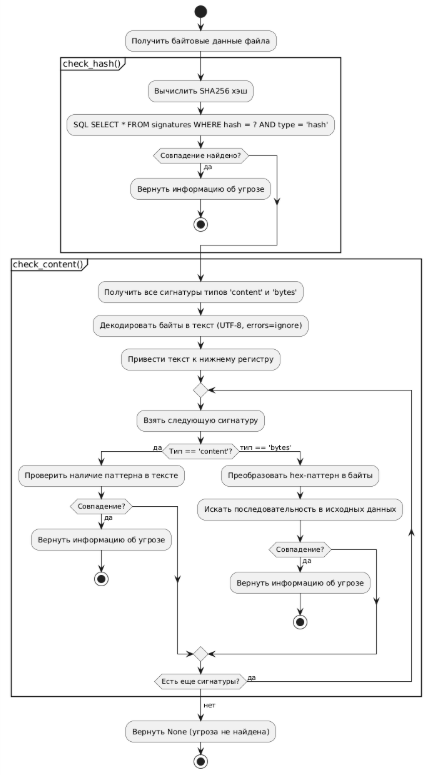 Получить байтовые данные файла
check_hash()
Вычислить SHA256 хэш
SQL SELECT * FROM signatures WHERE hash = ? AND type = 'hash'
Совпадение найдено?
да
Вернуть информацию об угрозе
check_content()
Получить все сигнатуры типов 'content' и 'bytes'
Декодировать байты в текст (UTF-8, errors=ignore)
Привести текст к нижнему регистру
Взять следующую сигнатуру
да
Тип == 'content'?
тип == 'bytes'
Проверить наличие паттерна в тексте
Преобразовать hex-паттерн в байты
Совпадение?
да
Вернуть информацию об угрозе
Искать последовательность в исходных данных
Совпадение?
да
Вернуть информацию об угрозе
Есть еще сигнатуры?
да
нет
Вернуть None (угроза не найдена)